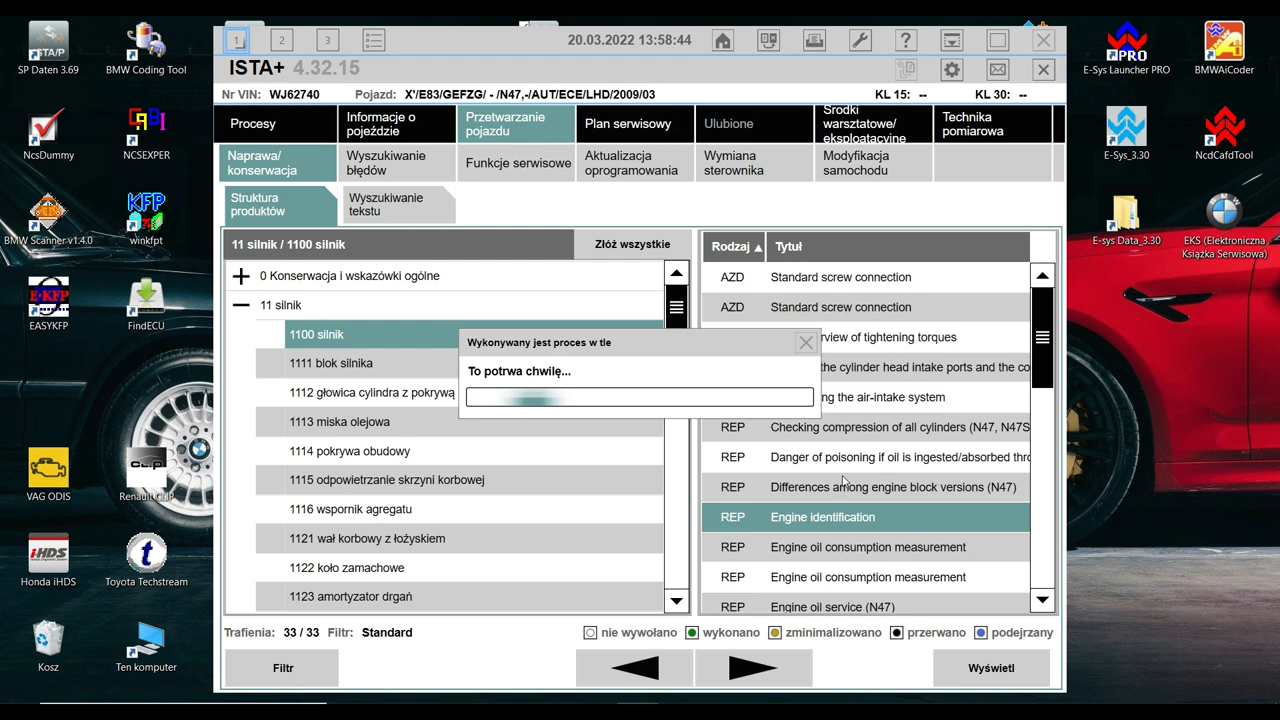 STA/P
SP Daten 3.69
BMW Coding Tool
NcsDummy
NCSEXPER
BMW Scanner v1.4.0
KFP
winkfpt
E·KFP
EASYKFP
FindECU
VAG ODIS
CLIP
Renault CLIP
iHDS
Honda iHDS
t
Toyota Techstream
Kosz
Ten komputer
1
2
3
20.03.2022 13:58:44
?
ISTA+ 4.32.15
Nr VIN: WJ62740 Pojazd: X'/E83/GEFZG/ - /N47,-/AUT/ECE/LHD/2009/03 KL 15: -- KL 30: --
Procesy
Informacje o
pojeździe
Przetwarzanie
pojazdu
Plan serwisowy
Ulubione
Środki
warsztatowe/
eksploatacyjne
Technika
pomiarowa
Naprawa/
konserwacja
Wyszukiwanie
błędów
Funkcje serwisowe
Aktualizacja
oprogramowania
Wymiana
sterownika
Modyfikacja
samochodu
Struktura
produktów
Wyszukiwanie
tekstu
11 silnik / 1100 silnik
Złóż wszystkie
0 Konserwacja i wskazówki ogólne
11 silnik
1100 silnik
1111 blok silnika
1112 głowica cylindra z pokrywą
1113 miska olejowa
1114 pokrywa obudowy
1115 odpowietrzanie skrzyni korbowej
1116 wspornik agregatu
1121 wał korbowy z łożyskiem
1122 koło zamachowe
1123 amortyzator drgań
Rodzaj Tytuł
AZD Standard screw connection
AZD Standard screw connection
rview of tightening torques
the cylinder head intake ports and the co
ng the air-intake system
REP Checking compression of all cylinders (N47, N47S
REP Danger of poisoning if oil is ingested/absorbed thro
REP Differences among engine block versions (N47)
REP Engine identification
REP Engine oil consumption measurement
REP Engine oil consumption measurement
REP Engine oil service (N47)
Wykonywany jest proces w tle
To potrwa chwilę...
Trafienia: 33 / 33 Filtr: Standard
nie wywołano wykonano zminimalizowano przerwano podejrzany
Filtr
Wyświetl
PRO
E-Sys Launcher PRO
BMWAiCoder
E-Sys_3.30
NcdCafdTool
E-sys Data_3.30
EKS (Elektroniczna
Książka Serwisowa)